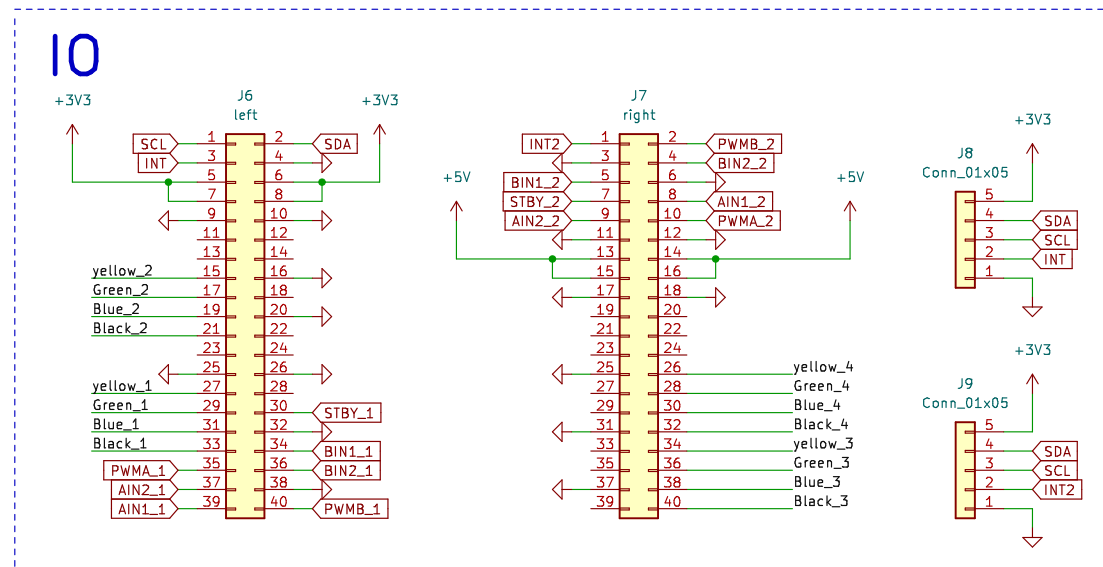 IO
J6
left
+3V3
+3V3
SCL 1 2 SDA
INT 3 4
5 6
7 8
9 10
11 12
13 14
yellow_2 15 16
Green_2 17 18
Blue_2 19 20
Black_2 21 22
23 24
25 26
yellow_1 27 28
Green_1 29 30 STBY_1
Blue_1 31 32
Black_1 33 34 BIN1_1
PWMA_1 35 36 BIN2_1
AIN2_1 37 38
AIN1_1 39 40 PWMB_1
J7
right
+5V
+5V
INT2 1 2 PWMB_2
3 4 BIN2_2
BIN1_2 5 6
STBY_2 7 8 AIN1_2
AIN2_2 9 10 PWMA_2
11 12
13 14
15 16
17 18
19 20
21 22
23 24
25 26 yellow_4
27 28 Green_4
29 30 Blue_4
31 32 Black_4
33 34 yellow_3
35 36 Green_3
37 38 Blue_3
39 40 Black_3
+3V3
J8
Conn_01x05
5
4 SDA
3 SCL
2 INT
1
+3V3
J9
Conn_01x05
5
4 SDA
3 SCL
2 INT2
1